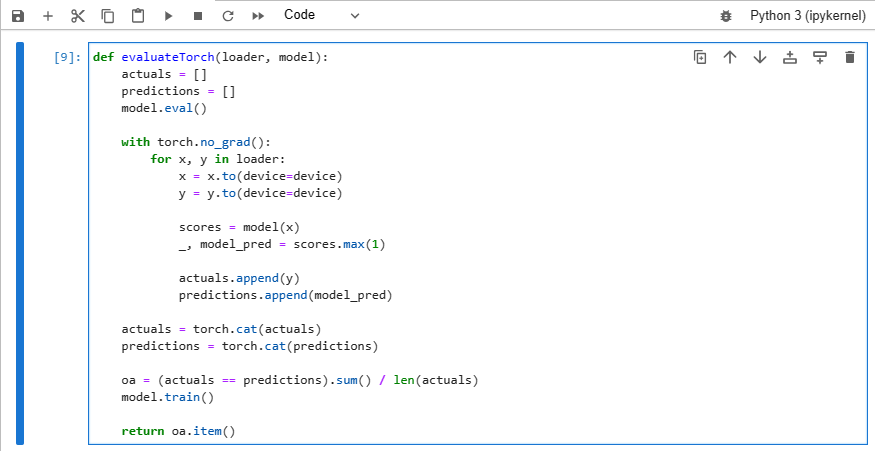 Code
Python 3 (ipykernel)
[9]:
def evaluateTorch(loader, model):
    actuals = []
    predictions = []
    model.eval()

    with torch.no_grad():
        for x, y in loader:
            x = x.to(device=device)
            y = y.to(device=device)

            scores = model(x)
            _, model_pred = scores.max(1)

            actuals.append(y)
            predictions.append(model_pred)

    actuals = torch.cat(actuals)
    predictions = torch.cat(predictions)

    oa = (actuals == predictions).sum() / len(actuals)
    model.train()

    return oa.item()